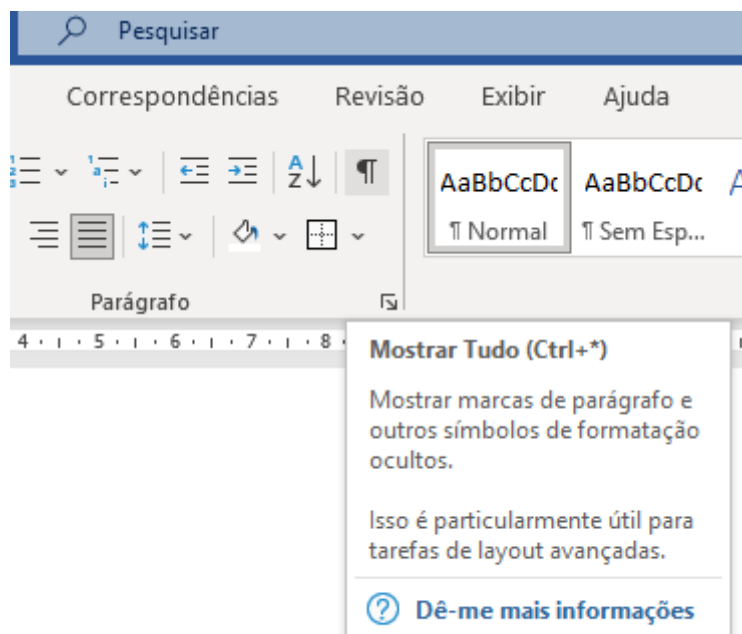 Pesquisar
Correspondências Revisão Exibir Ajuda
A
Z
¶
AaBbCcDc AaBbCcDc
¶ Normal ¶ Sem Esp...
Parágrafo
4 · ı · 5 · ı · 6 · ı · 7 · ı · 8
Mostrar Tudo (Ctrl+*)
Mostrar marcas de parágrafo e
outros símbolos de formatação
ocultos.
Isso é particularmente útil para
tarefas de layout avançadas.
Dê-me mais informações